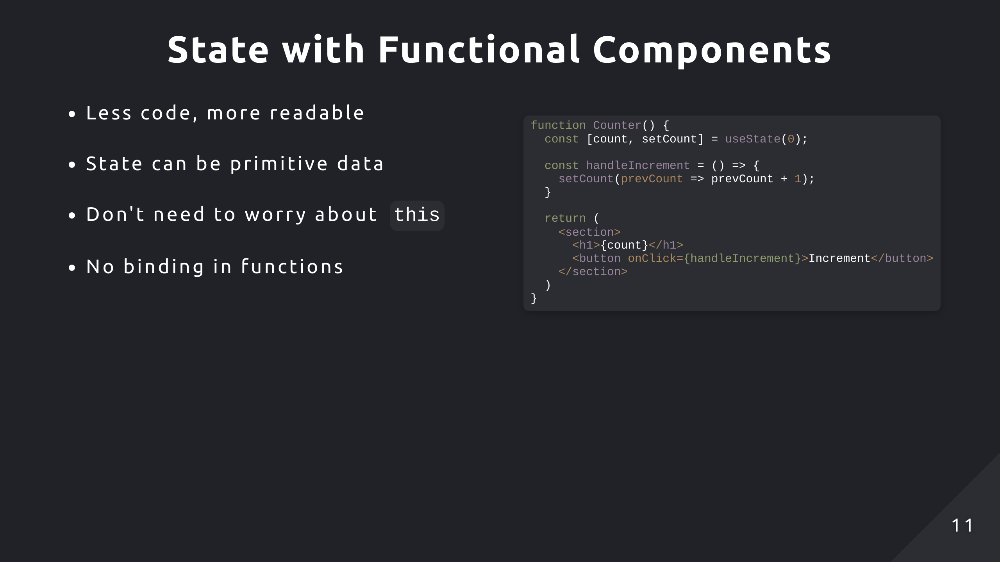 State with Functional Components
• Less code, more readable
• State can be primitive data
• Don't need to worry about this
• No binding in functions
function Counter() {
  const [count, setCount] = useState(0);

  const handleIncrement = () => {
    setCount(prevCount => prevCount + 1);
  }

  return (
    <section>
      <h1>{count}</h1>
      <button onClick={handleIncrement}>Increment</button>
    </section>
  )
}
11